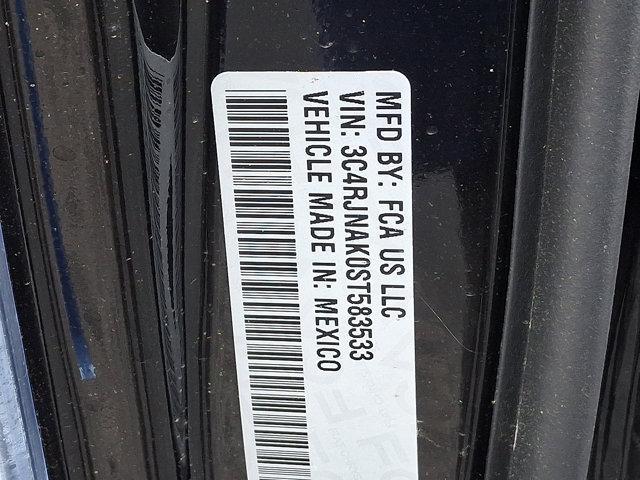 MFD BY: FCA US LLC
VIN: 3C4RJNAK0ST583533
VEHICLE MADE IN: MEXICO